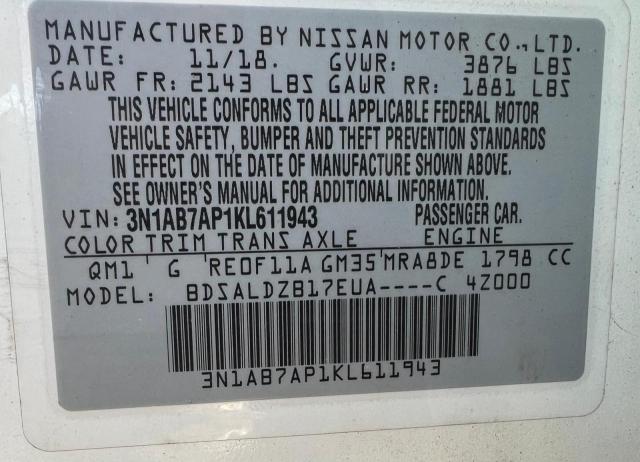 MANUFACTURED BY NISSAN MOTOR CO., LTD.
DATE: 11/18. GVWR: 3876 LBS
GAWR FR: 2143 LBS GAWR RR: 1881 LBS
THIS VEHICLE CONFORMS TO ALL APPLICABLE FEDERAL MOTOR
VEHICLE SAFETY, BUMPER AND THEFT PREVENTION STANDARDS
IN EFFECT ON THE DATE OF MANUFACTURE SHOWN ABOVE.
SEE OWNER'S MANUAL FOR ADDITIONAL INFORMATION.
VIN: 3N1AB7AP1KL611943 PASSENGER CAR.
COLOR TRIM TRANS AXLE ENGINE
QM1 G RE0F11A GM35 MRA8DE 1798 CC
MODEL: BDSALDZB17EUA----C 4Z000
3N1AB7AP1KL611943